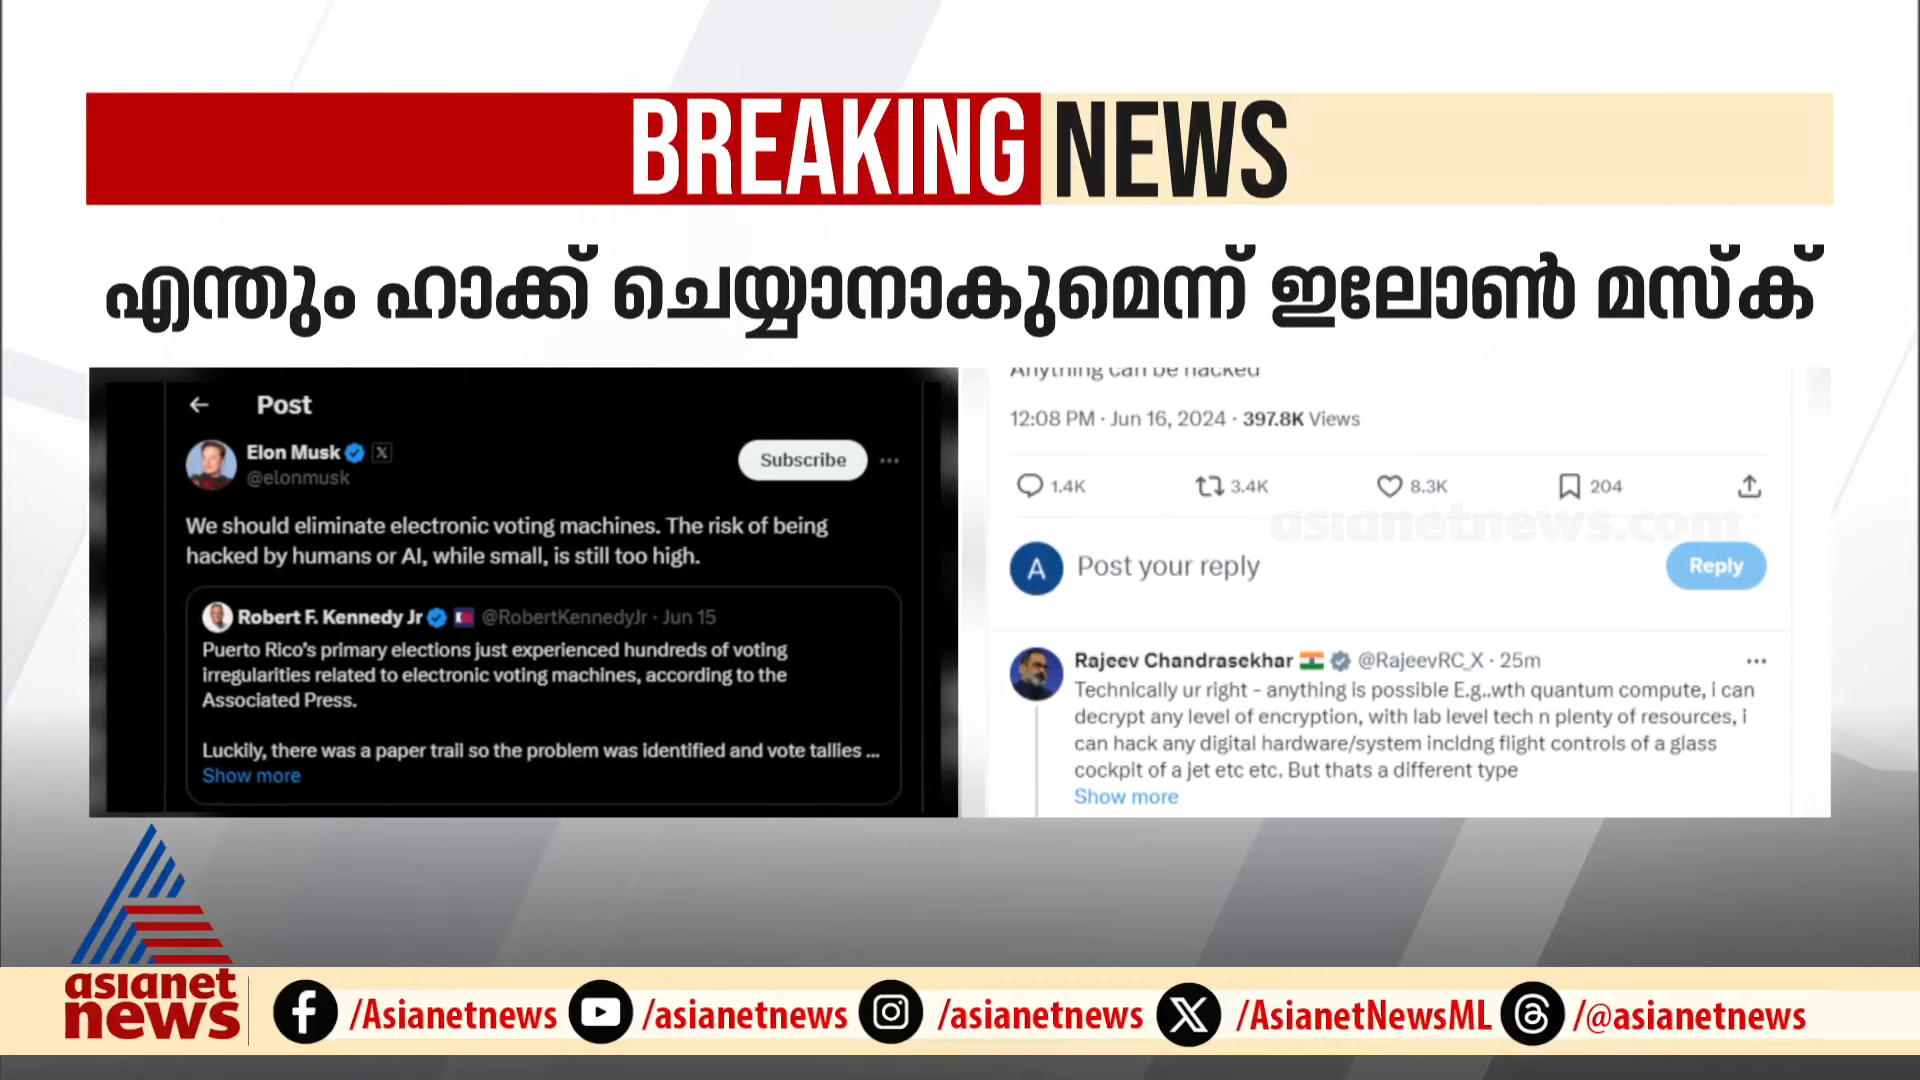 BREAKING NEWS
എന്തും ഹാക്ക് ചെയ്യാനാകുമെന്ന് ഇലോൺ മസ്ക്
Post
Elon Musk
@elonmusk
Subscribe
We should eliminate electronic voting machines. The risk of being
hacked by humans or AI, while small, is still too high.
Robert F. Kennedy Jr @RobertKennedyJr · Jun 15
Puerto Rico's primary elections just experienced hundreds of voting
irregularities related to electronic voting machines, according to the
Associated Press.
Luckily, there was a paper trail so the problem was identified and vote tallies ...
Show more
Anything can be hacked
12:08 PM · Jun 16, 2024 · 397.8K Views
1.4K 3.4K 8.3K 204
asianetnews.com
A Post your reply Reply
Rajeev Chandrasekhar @RajeevRC_X · 25m
Technically ur right - anything is possible E.g..wth quantum compute, i can
decrypt any level of encryption, with lab level tech n plenty of resources, i
can hack any digital hardware/system incldng flight controls of a glass
cockpit of a jet etc etc. But thats a different type
Show more
asianet
news
/Asianetnews /asianetnews /asianetnews /AsianetNewsML /@asianetnews